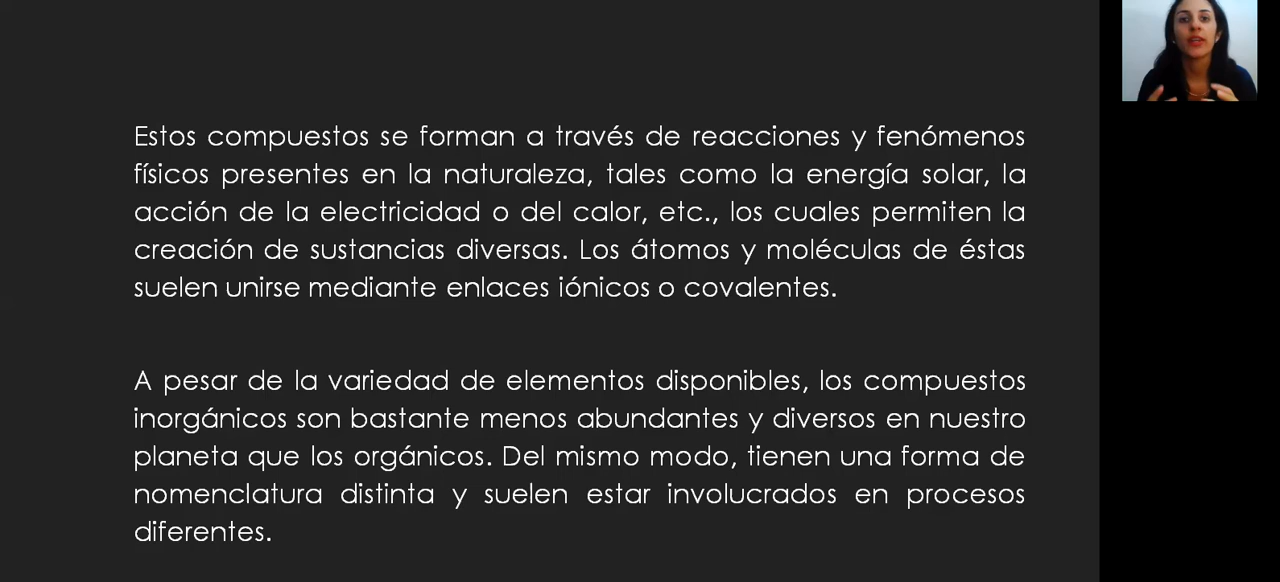 Estos compuestos se forman a través de reacciones y fenómenos
físicos presentes en la naturaleza, tales como la energía solar, la
acción de la electricidad o del calor, etc., los cuales permiten la
creación de sustancias diversas. Los átomos y moléculas de éstas
suelen unirse mediante enlaces iónicos o covalentes.
A pesar de la variedad de elementos disponibles, los compuestos
inorgánicos son bastante menos abundantes y diversos en nuestro
planeta que los orgánicos. Del mismo modo, tienen una forma de
nomenclatura distinta y suelen estar involucrados en procesos
diferentes.